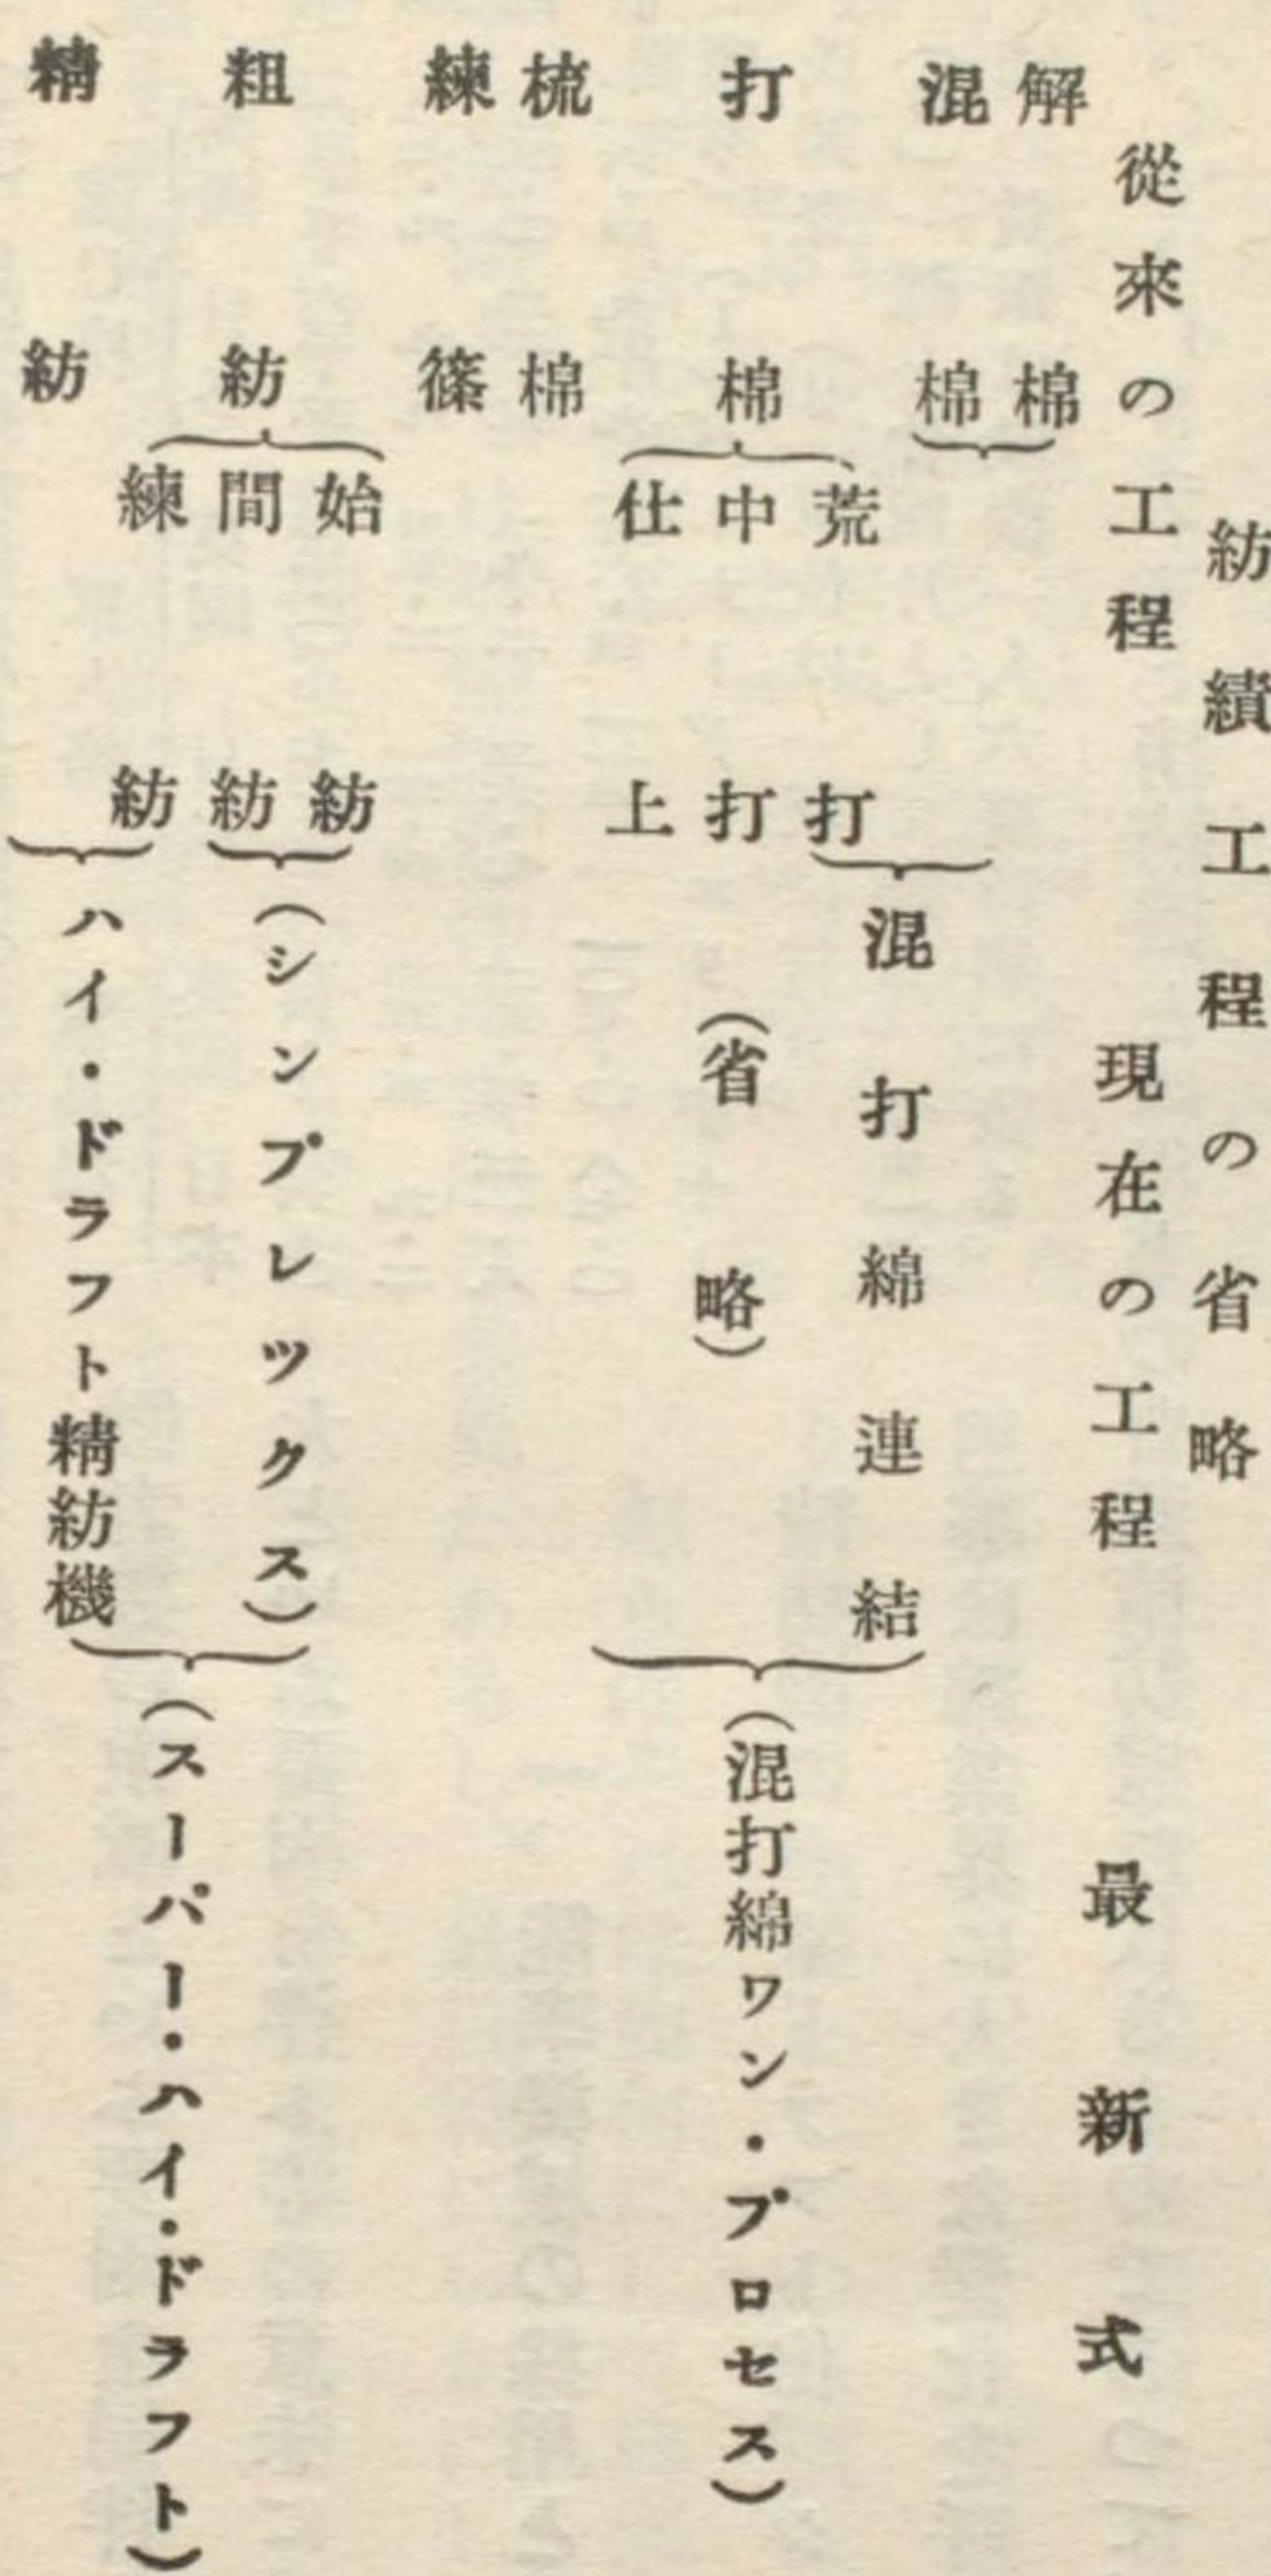 紡績工程の省略
從來の工程　現在の工程　最新式
解棉
混棉
打棉
荒打
中打
仕上
混打綿連結
（省略）
（混打綿ワン・プロセス）
梳棉
練篠
粗紡
始紡
間紡
練紡
（シンプレックス）
精紡
ハイ・ドラフト精紡機
（スーパー・ハイ・ドラフト）